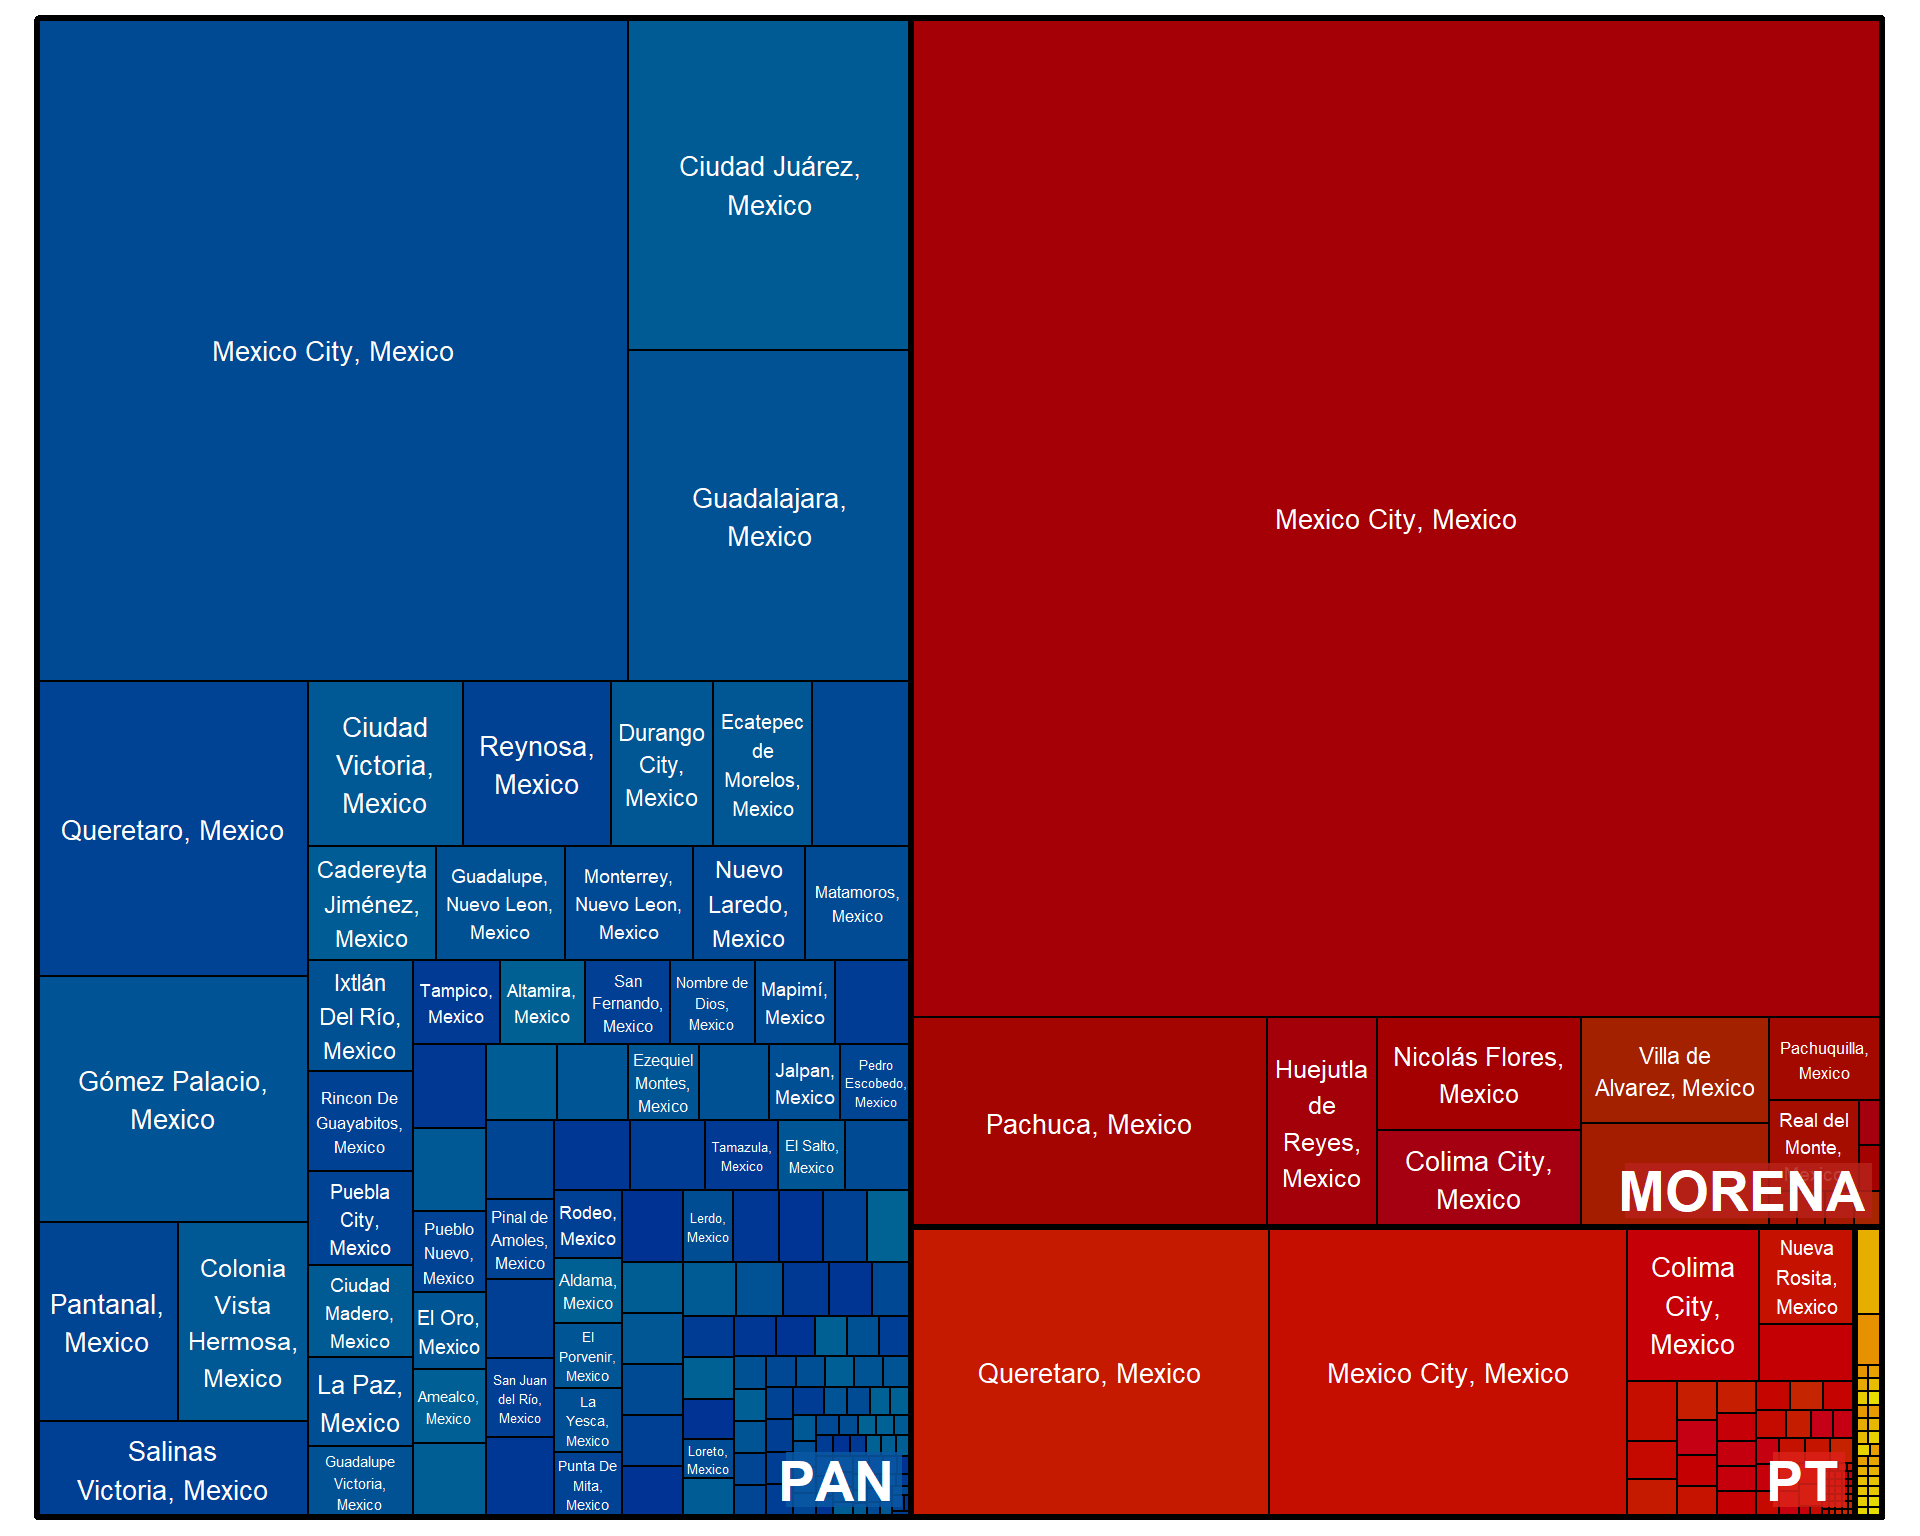 Mexico City, Mexico
Ciudad Juárez,
Mexico
Guadalajara,
Mexico
Queretaro, Mexico
Ciudad
Victoria,
Mexico
Reynosa,
Mexico
Durango
City,
Mexico
Ecatepec
de
Morelos,
Mexico
Cadereyta
Jiménez,
Mexico
Guadalupe,
Nuevo Leon,
Mexico
Monterrey,
Nuevo Leon,
Mexico
Nuevo
Laredo,
Mexico
Matamoros,
Mexico
Gómez Palacio,
Mexico
Ixtlán
Del Río,
Mexico
Tampico,
Mexico
Altamira,
Mexico
San
Fernando,
Mexico
Nombre de
Dios,
Mexico
Mapimí,
Mexico
Rincon De
Guayabitos,
Mexico
Ezequiel
Montes,
Mexico
Jalpan,
Mexico
Pedro
Escobedo,
Mexico
Tamazula,
Mexico
El Salto,
Mexico
Puebla
City,
Mexico
Pueblo
Nuevo,
Mexico
Pinal de
Amoles,
Mexico
Rodeo,
Mexico
Lerdo,
Mexico
Pantanal,
Mexico
Colonia
Vista
Hermosa,
Mexico
Ciudad
Madero,
Mexico
El Oro,
Mexico
Aldama,
Mexico
El
Porvenir,
Mexico
La Paz,
Mexico
Amealco,
Mexico
San Juan
del Río,
Mexico
La
Yesca,
Mexico
Salinas
Victoria, Mexico
Guadalupe
Victoria,
Mexico
Punta De
Mita,
Mexico
Loreto,
Mexico
PAN
Mexico City, Mexico
Pachuca, Mexico
Huejutla
de
Reyes,
Mexico
Nicolás Flores,
Mexico
Colima City,
Mexico
Villa de
Alvarez, Mexico
Pachuquilla,
Mexico
Real del
Monte,
Mexico
MORENA
Queretaro, Mexico
Mexico City, Mexico
Colima
City,
Mexico
Nueva
Rosita,
Mexico
PT